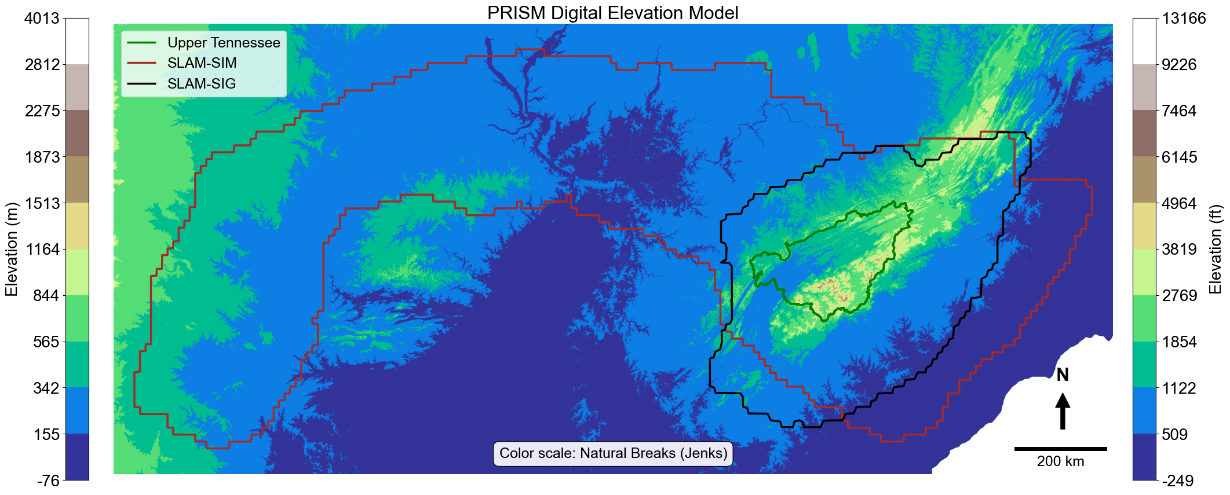 PRISM Digital Elevation Model
4013
2812
2275
1873
1513
1164
844
565
342
155
-76
Elevation (m)
Upper Tennessee
SLAM-SIM
SLAM-SIG
Color scale: Natural Breaks (Jenks)
N
200 km
13166
9226
7464
6145
4964
3819
2769
1854
1122
509
-249
Elevation (ft)